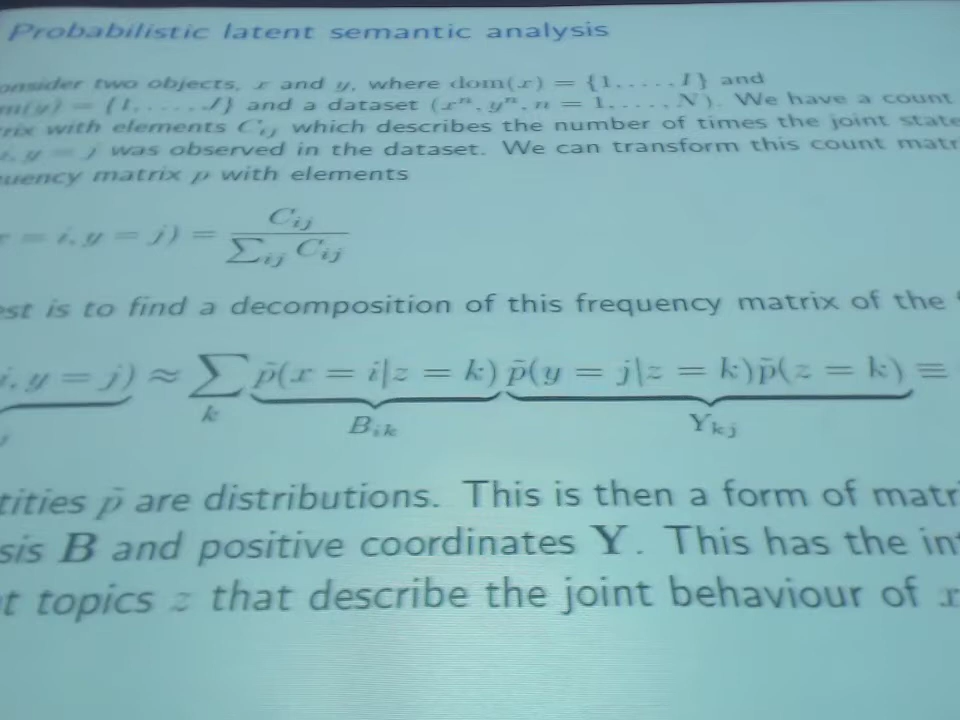 Probabilistic latent semantic analysis
onsider two objects, x and y, where dom(x) = {1, . . . , I} and
m(y) = {1, . . . , J} and a dataset (xⁿ, yⁿ, n = 1, . . . , N). We have a count
rix with elements C_ij which describes the number of times the joint state
i, y = j was observed in the dataset. We can transform this count matr
uency matrix p with elements
x = i, y = j) = C_ij / ∑_ij C_ij
est is to find a decomposition of this frequency matrix of the
i, y = j) ≈ ∑_k p̃(x = i|z = k) p̃(y = j|z = k)p̃(z = k) ≡
B_ik Y_kj
tities p̃ are distributions. This is then a form of matr
sis B and positive coordinates Y. This has the int
t topics z that describe the joint behaviour of x